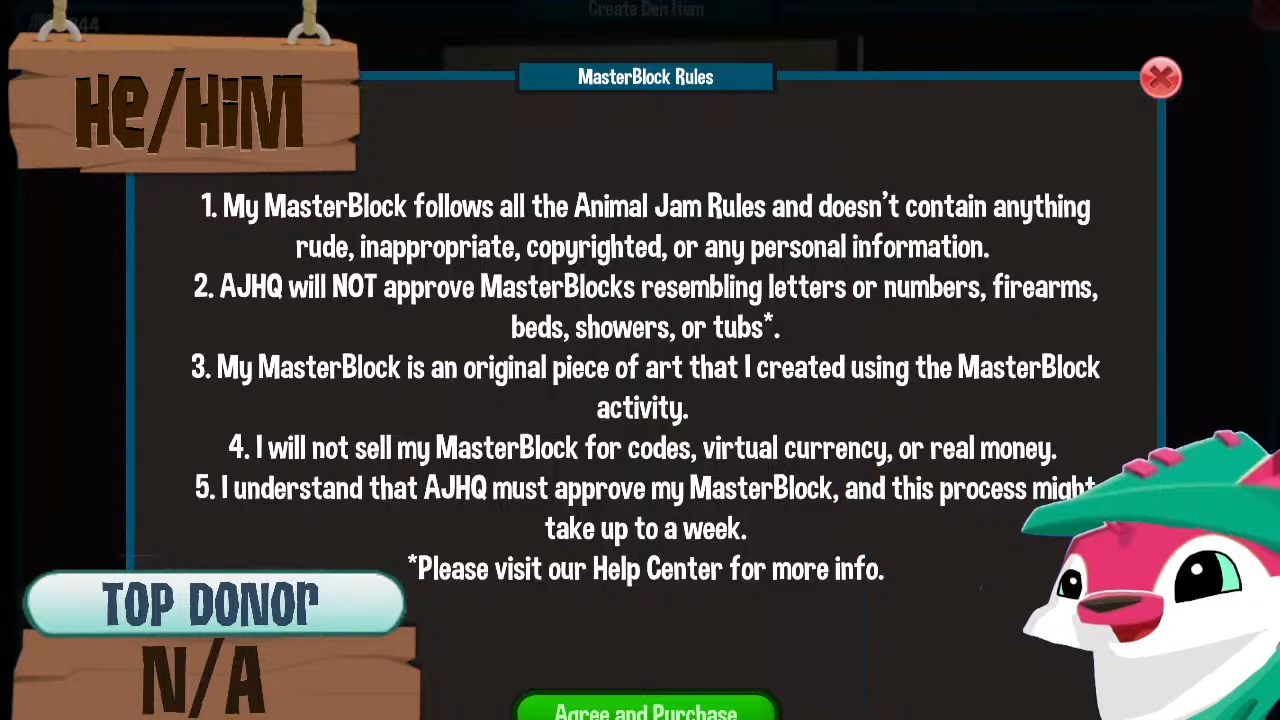 Create Den Item
He/HiM
MasterBlock Rules
1. My MasterBlock follows all the Animal Jam Rules and doesn't contain anything
rude, inappropriate, copyrighted, or any personal information.
2. AJHQ will NOT approve MasterBlocks resembling letters or numbers, firearms,
beds, showers, or tubs*.
3. My MasterBlock is an original piece of art that I created using the MasterBlock
activity.
4. I will not sell my MasterBlock for codes, virtual currency, or real money.
5. I understand that AJHQ must approve my MasterBlock, and this process might
take up to a week.
*Please visit our Help Center for more info.
TOP DONOr
N/A
Agree and Purchase